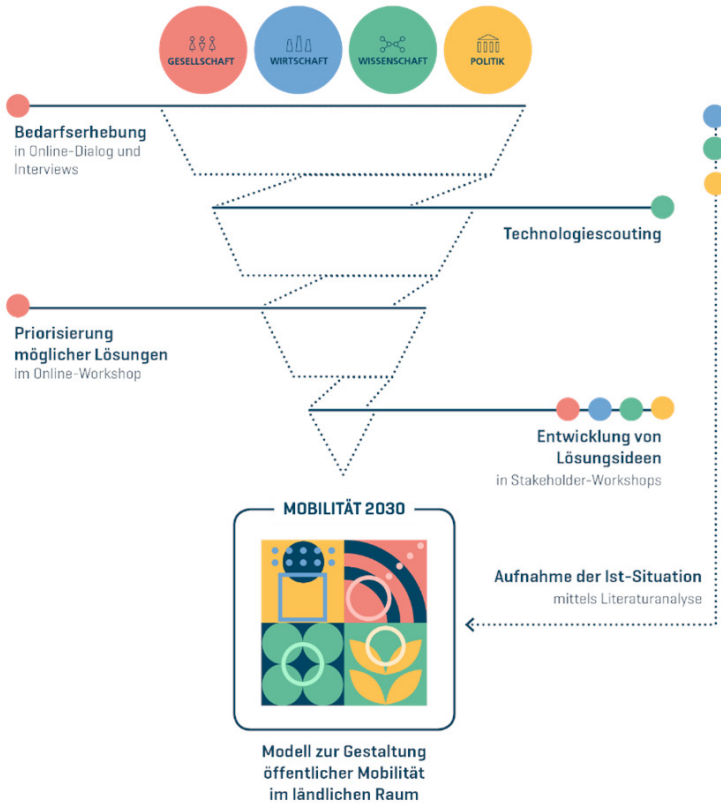 GESELLSCHAFT
WIRTSCHAFT
WISSENSCHAFT
POLITIK
Bedarfserhebung
in Online-Dialog und
Interviews
Technologiescouting
Priorisierung
möglicher Lösungen
im Online-Workshop
Entwicklung von
Lösungsideen
in Stakeholder-Workshops
MOBILITÄT 2030
Aufnahme der Ist-Situation
mittels Literaturanalyse
Modell zur Gestaltung
öffentlicher Mobilität
im ländlichen Raum